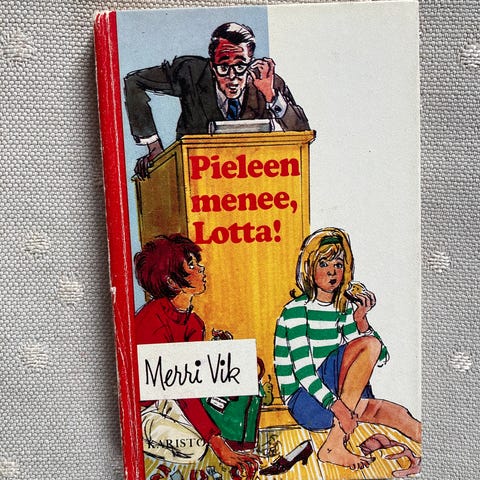 Pieleen
menee,
Lotta!
Merri Vik
KARISTO